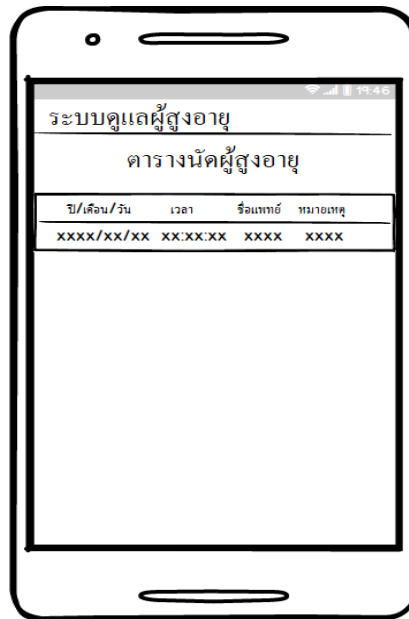 19:46
ระบบดูแลผู้สูงอายุ
ตารางนัดผู้สูงอายุ
ปี/เดือน/วัน เวลา ชื่อแพทย์ หมายเหตุ
xxxx/xx/xx xx:xx:xx xxxx xxxx